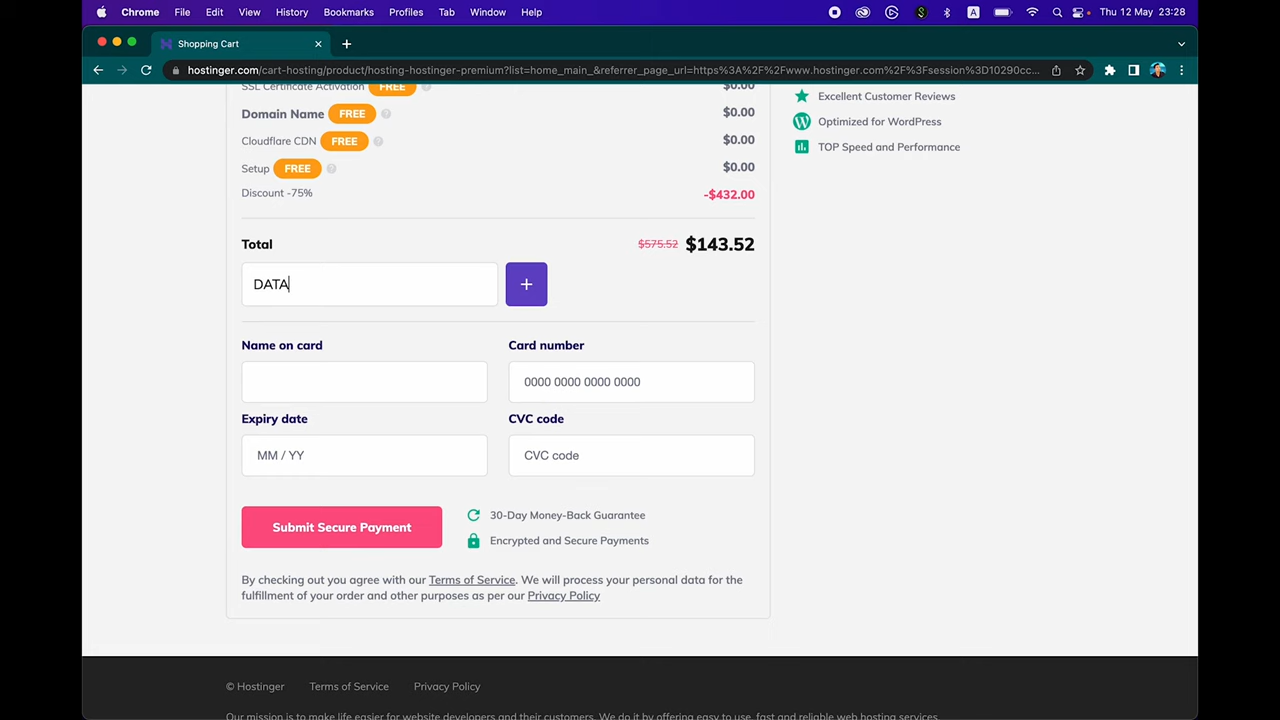 Chrome File Edit View History Bookmarks Profiles Tab Window Help A Thu 12 May 23:28
Shopping Cart
hostinger.com/cart-hosting/product/hosting-hostinger-premium?list=home_main_&referrer_page_url=https%3A%2F%2Fwww.hostinger.com%2F%3Fsession%3D10290cc...
SSL Certificate Activation FREE ? $0.00
Domain Name FREE ? $0.00
Cloudflare CDN FREE ? $0.00
Setup FREE ? $0.00
Discount -75% -$432.00
Excellent Customer Reviews
Optimized for WordPress
TOP Speed and Performance
Total $575.52 $143.52
DATA +
Name on card Card number
0000 0000 0000 0000
Expiry date CVC code
MM / YY CVC code
Submit Secure Payment
30-Day Money-Back Guarantee
Encrypted and Secure Payments
By checking out you agree with our Terms of Service. We will process your personal data for the
fulfillment of your order and other purposes as per our Privacy Policy
© Hostinger Terms of Service Privacy Policy
Our mission is to make life easier for website developers and their customers. We do it by offering easy to use, fast and reliable web hosting services.